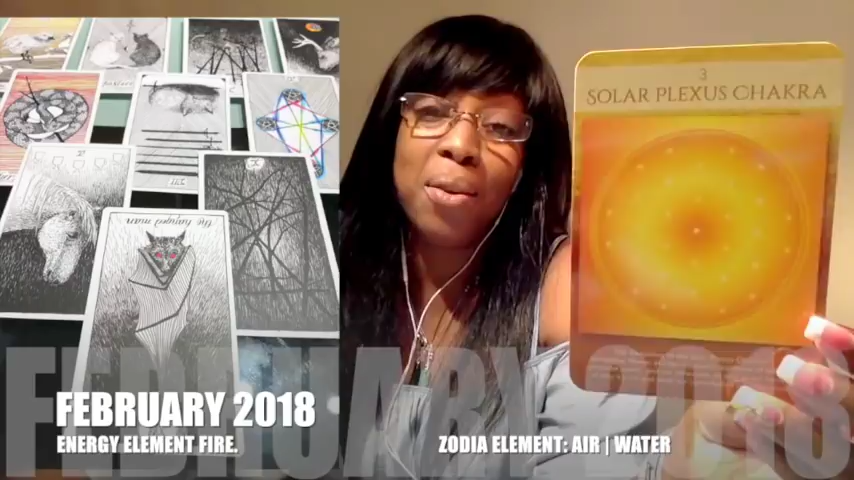 3
SOLAR PLEXUS CHAKRA
the hanged man
FEBRUARY 2018
FEBRUARY 2018
ENERGY ELEMENT FIRE.
ZODIA ELEMENT: AIR | WATER